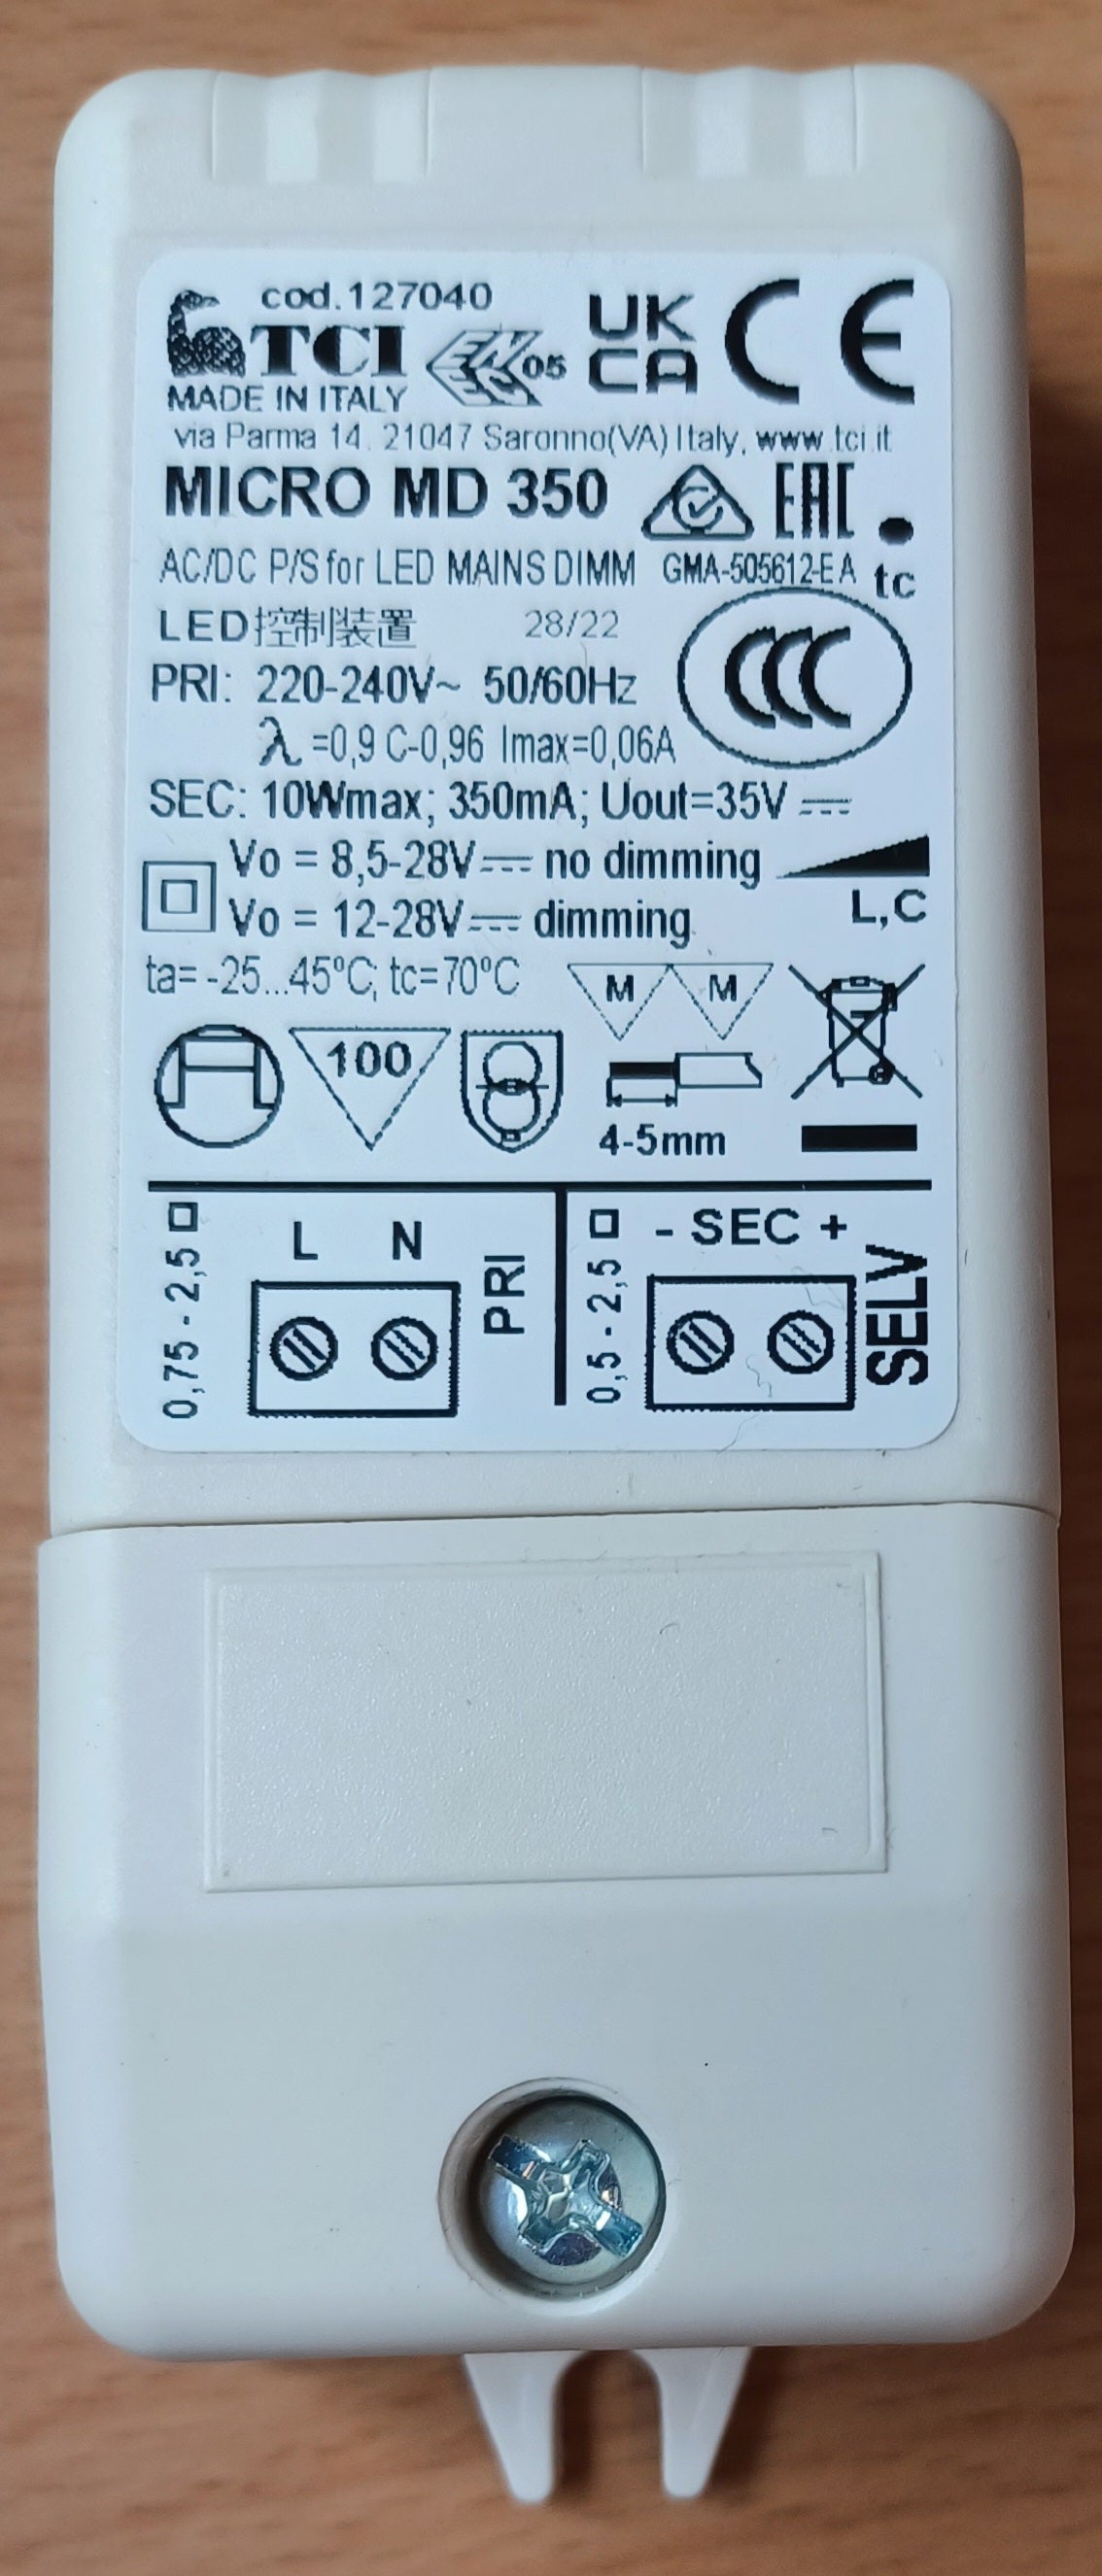 cod.127040
TCI
ENEC 05
UK
CA
CE
MADE IN ITALY
via Parma 14. 21047 Saronno(VA) Italy, www.tci.it
MICRO MD 350
EAC
AC/DC P/S for LED MAINS DIMM GMA-505612-EA
tc
LED控制装置 28/22
CCC
PRI: 220-240V~ 50/60Hz
λ =0,9 C-0,96 Imax=0,06A
SEC: 10Wmax; 350mA; Uout=35V ⎓
Vo = 8,5-28V⎓ no dimming
L,C
Vo = 12-28V⎓ dimming
ta= -25...45ºC; tc=70ºC
M M
100
4-5mm
0,75 - 2,5 □
L N
PRI
0,5 - 2,5 □
- SEC +
SELV